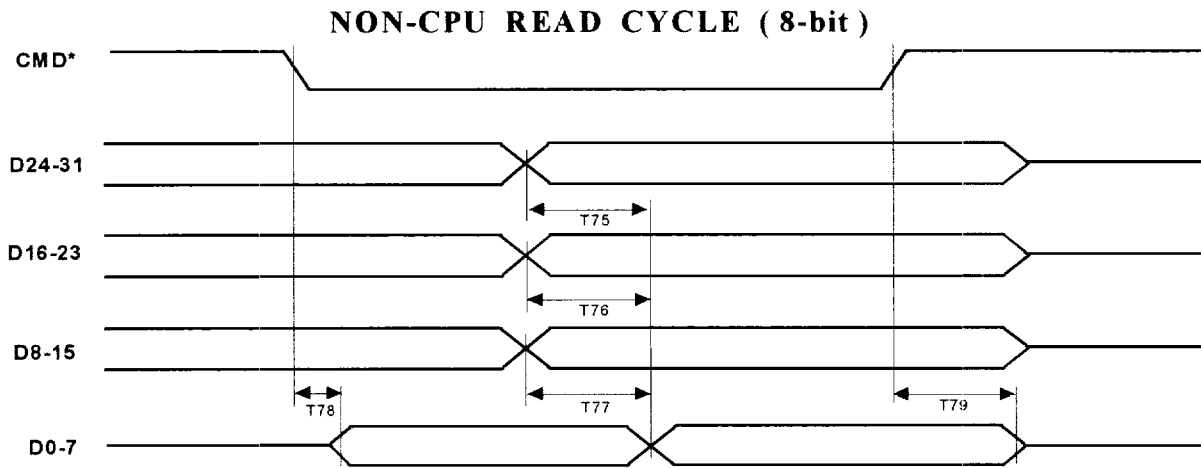 NON-CPU READ CYCLE ( 8-bit )
CMD*
D24-31
T75
D16-23
T76
D8-15
T78
T77
T79
D0-7